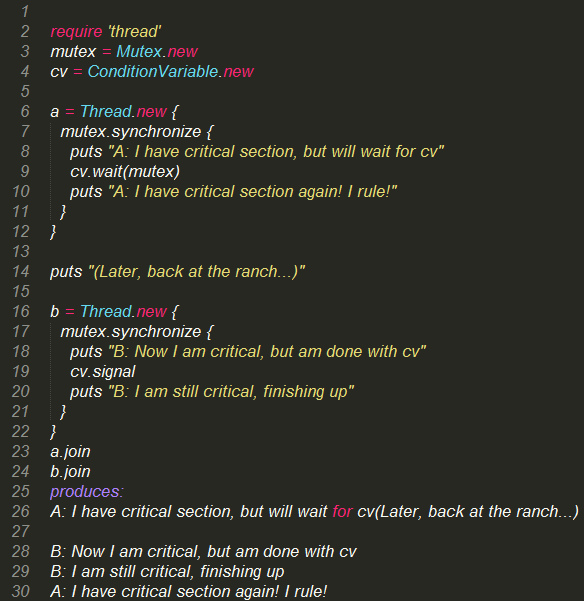 1
2 require 'thread'
3 mutex = Mutex.new
4 cv = ConditionVariable.new
5
6 a = Thread.new {
7 mutex.synchronize {
8 puts "A: I have critical section, but will wait for cv"
9 cv.wait(mutex)
10 puts "A: I have critical section again! I rule!"
11 }
12 }
13
14 puts "(Later, back at the ranch...)"
15
16 b = Thread.new {
17 mutex.synchronize {
18 puts "B: Now I am critical, but am done with cv"
19 cv.signal
20 puts "B: I am still critical, finishing up"
21 }
22 }
23 a.join
24 b.join
25 produces:
26 A: I have critical section, but will wait for cv(Later, back at the ranch...)
27
28 B: Now I am critical, but am done with cv
29 B: I am still critical, finishing up
30 A: I have critical section again! I rule!